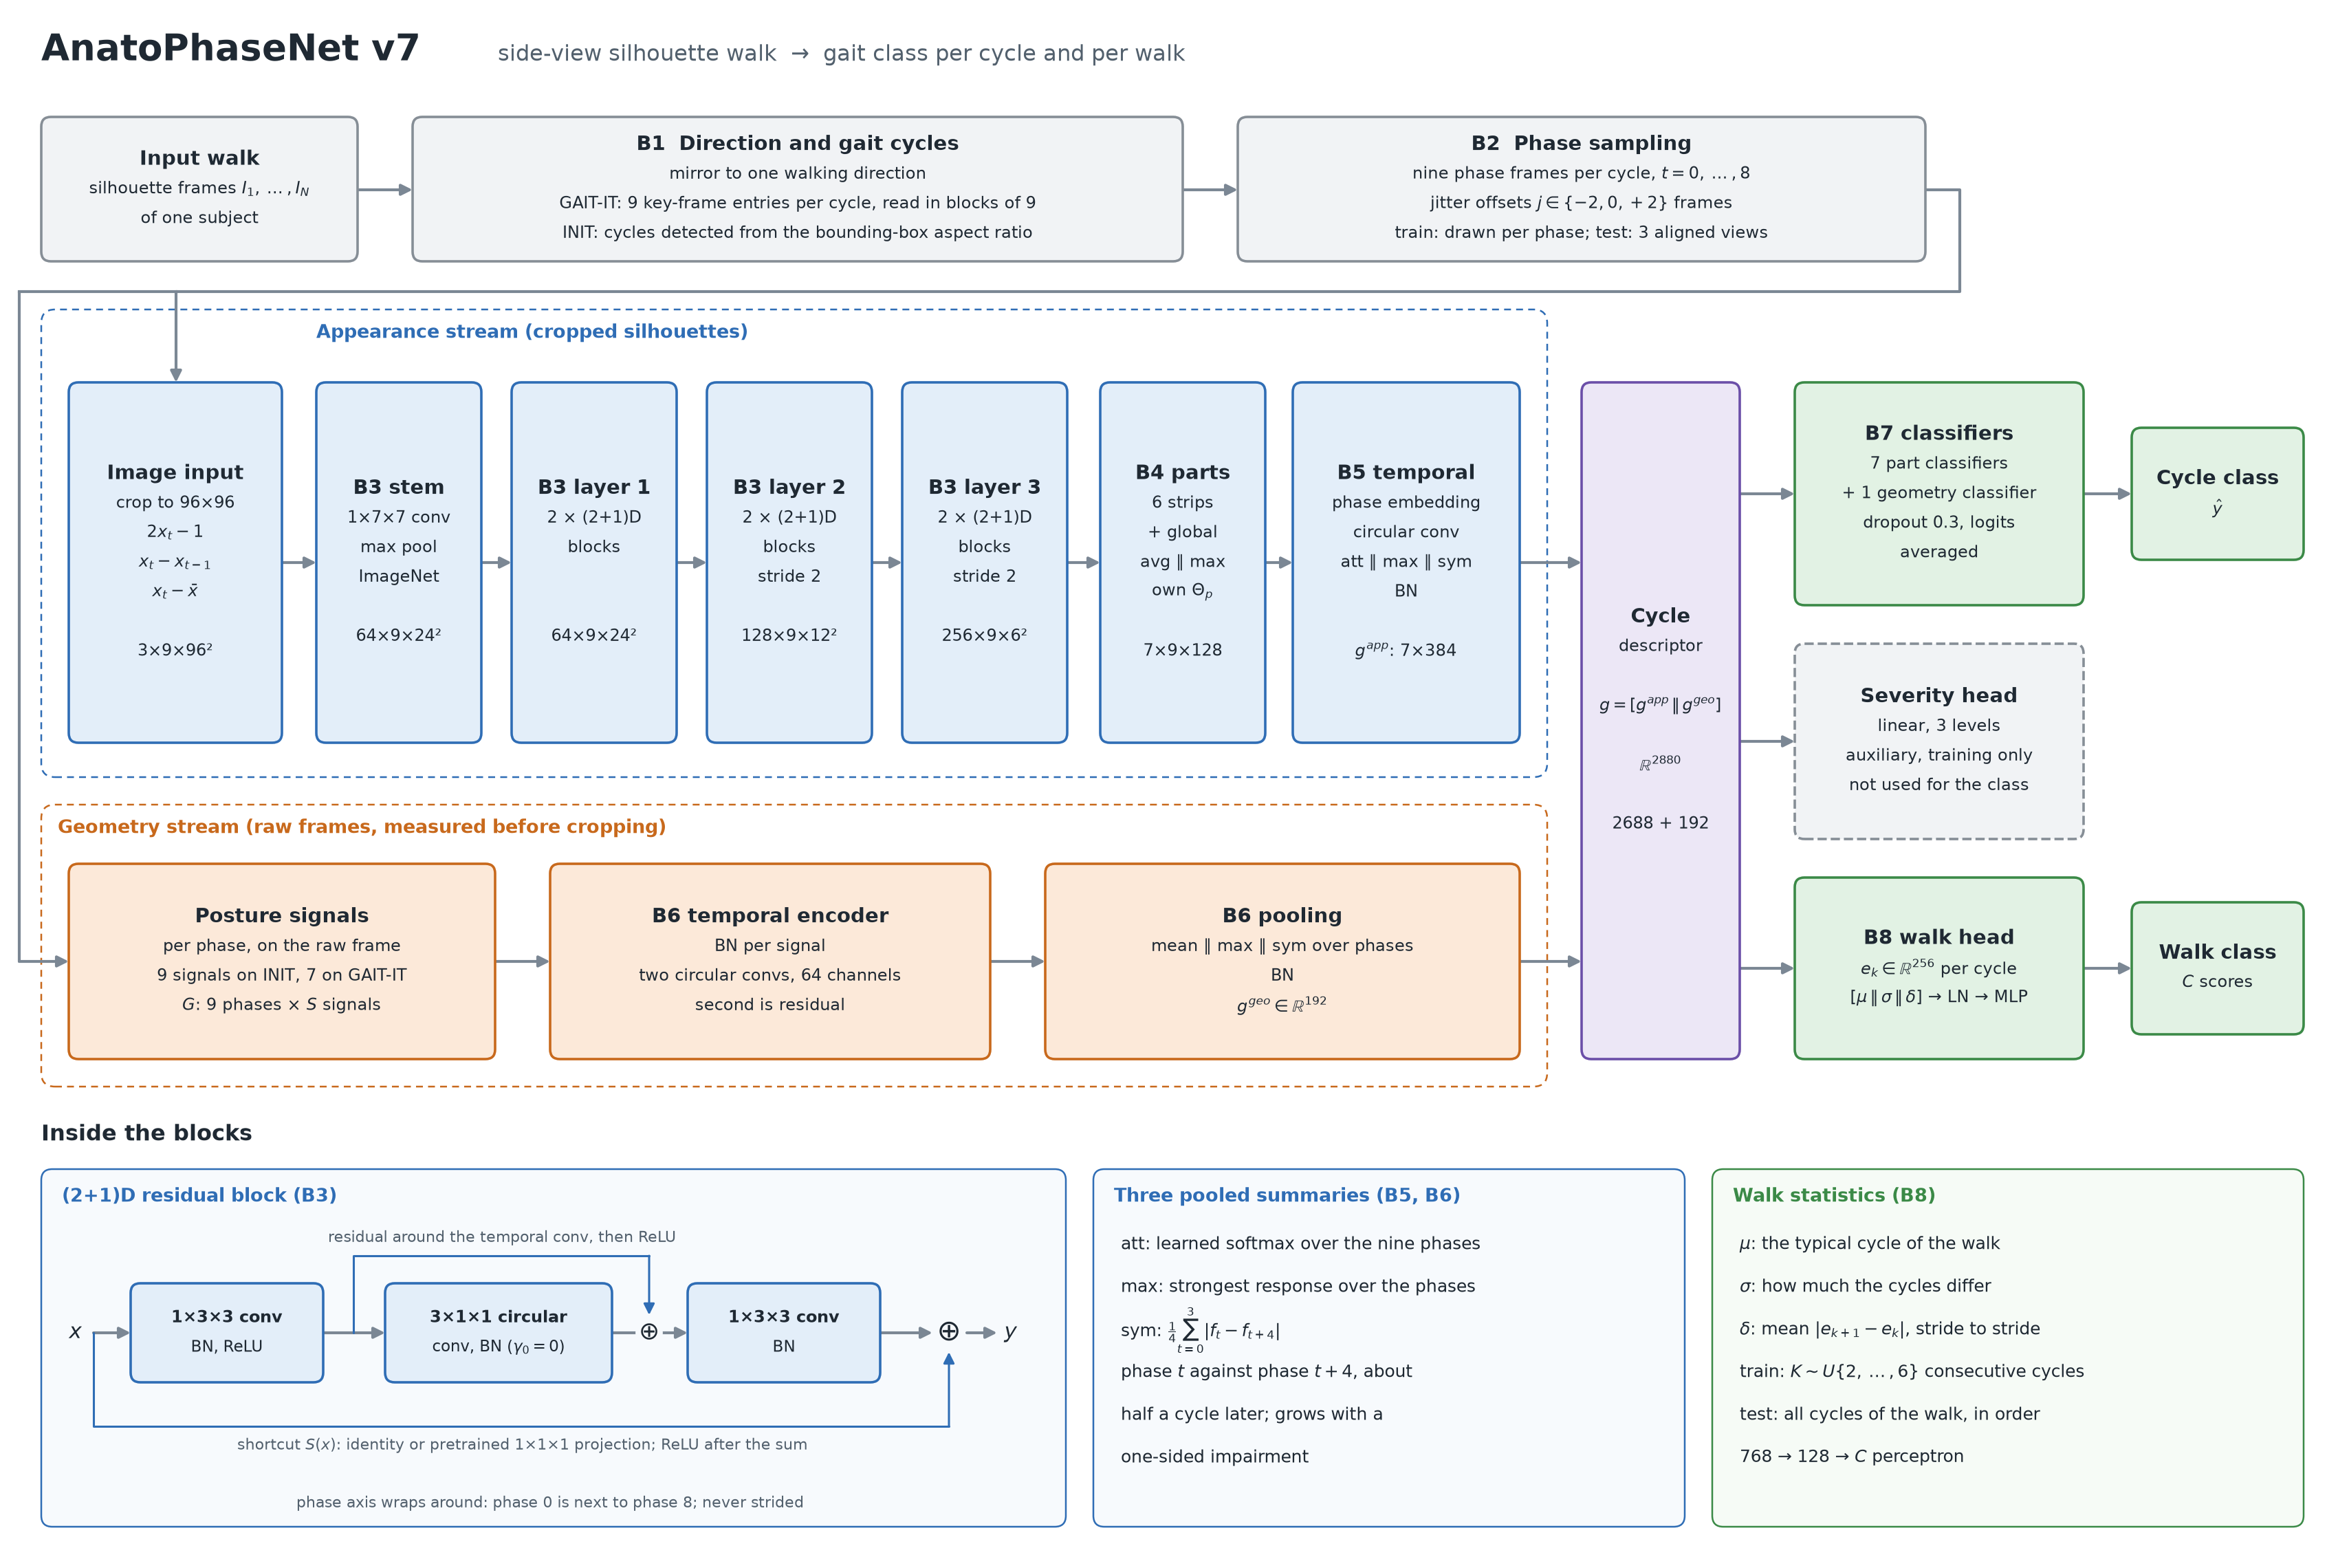 AnatoPhaseNet v7
side-view silhouette walk → gait class per cycle and per walk
Input walk
silhouette frames I₁, … , I_N
of one subject
B1 Direction and gait cycles
mirror to one walking direction
GAIT-IT: 9 key-frame entries per cycle, read in blocks of 9
INIT: cycles detected from the bounding-box aspect ratio
B2 Phase sampling
nine phase frames per cycle, t = 0, … , 8
jitter offsets j ∈ {−2, 0, +2} frames
train: drawn per phase; test: 3 aligned views
Appearance stream (cropped silhouettes)
Image input
crop to 96×96
2x_t − 1
x_t − x_{t−1}
x_t − x̄
3×9×96²
B3 stem
1×7×7 conv
max pool
ImageNet
64×9×24²
B3 layer 1
2 × (2+1)D
blocks
64×9×24²
B3 layer 2
2 × (2+1)D
blocks
stride 2
128×9×12²
B3 layer 3
2 × (2+1)D
blocks
stride 2
256×9×6²
B4 parts
6 strips
+ global
avg ∥ max
own Θ_p
7×9×128
B5 temporal
phase embedding
circular conv
att ∥ max ∥ sym
BN
g^{app}: 7×384
Cycle
descriptor
g = [g^{app} ∥ g^{geo}]
ℝ^{2880}
2688 + 192
B7 classifiers
7 part classifiers
+ 1 geometry classifier
dropout 0.3, logits
averaged
Cycle class
ŷ
Severity head
linear, 3 levels
auxiliary, training only
not used for the class
Geometry stream (raw frames, measured before cropping)
Posture signals
per phase, on the raw frame
9 signals on INIT, 7 on GAIT-IT
G: 9 phases × S signals
B6 temporal encoder
BN per signal
two circular convs, 64 channels
second is residual
B6 pooling
mean ∥ max ∥ sym over phases
BN
g^{geo} ∈ ℝ^{192}
B8 walk head
e_k ∈ ℝ^{256} per cycle
[μ ∥ σ ∥ δ] → LN → MLP
Walk class
C scores
Inside the blocks
(2+1)D residual block (B3)
residual around the temporal conv, then ReLU
x
1×3×3 conv
BN, ReLU
3×1×1 circular
conv, BN (γ₀ = 0)
⊕
1×3×3 conv
BN
⊕
y
shortcut S(x): identity or pretrained 1×1×1 projection; ReLU after the sum
phase axis wraps around: phase 0 is next to phase 8; never strided
Three pooled summaries (B5, B6)
att: learned softmax over the nine phases
max: strongest response over the phases
sym: ¼ ∑_{t=0}^{3} |f_t − f_{t+4}|
phase t against phase t + 4, about
half a cycle later; grows with a
one-sided impairment
Walk statistics (B8)
μ: the typical cycle of the walk
σ: how much the cycles differ
δ: mean |e_{k+1} − e_k|, stride to stride
train: K ∼ U{2, … , 6} consecutive cycles
test: all cycles of the walk, in order
768 → 128 → C perceptron